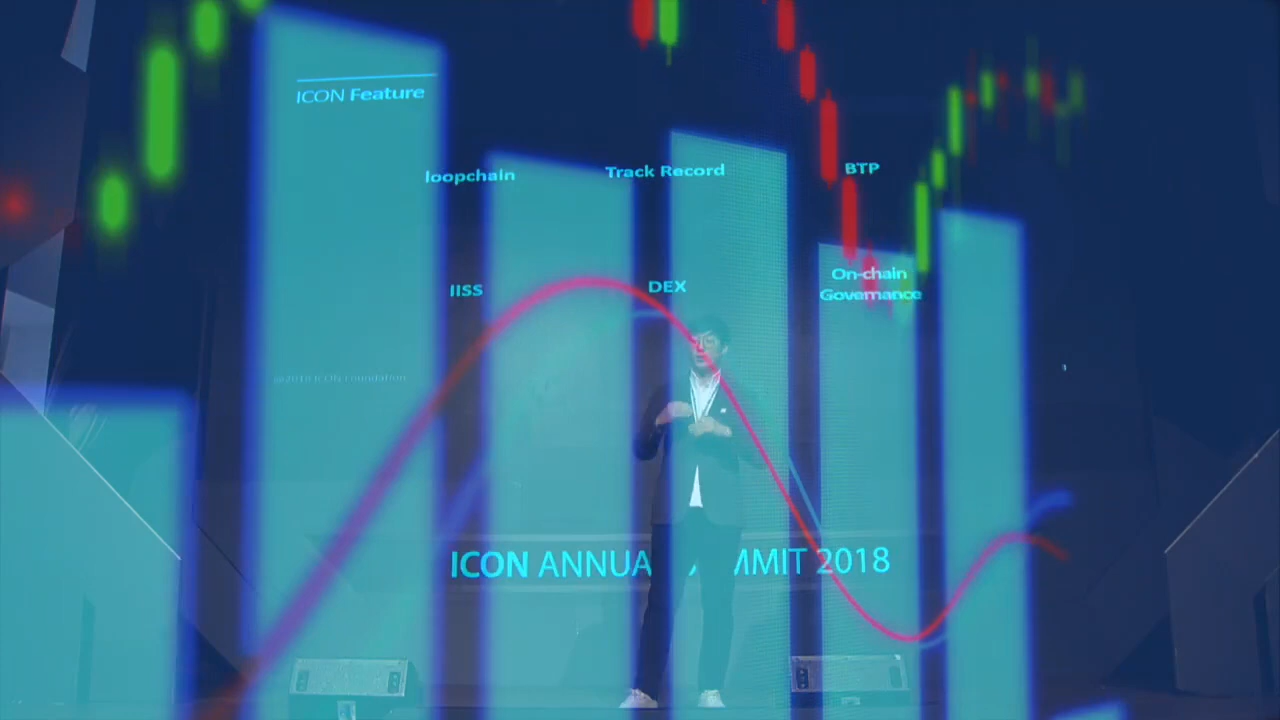 ICON Feature
loopchain Track Record BTP
IISS DEX On-chain
Governance
ICON ANNUA MMIT 2018